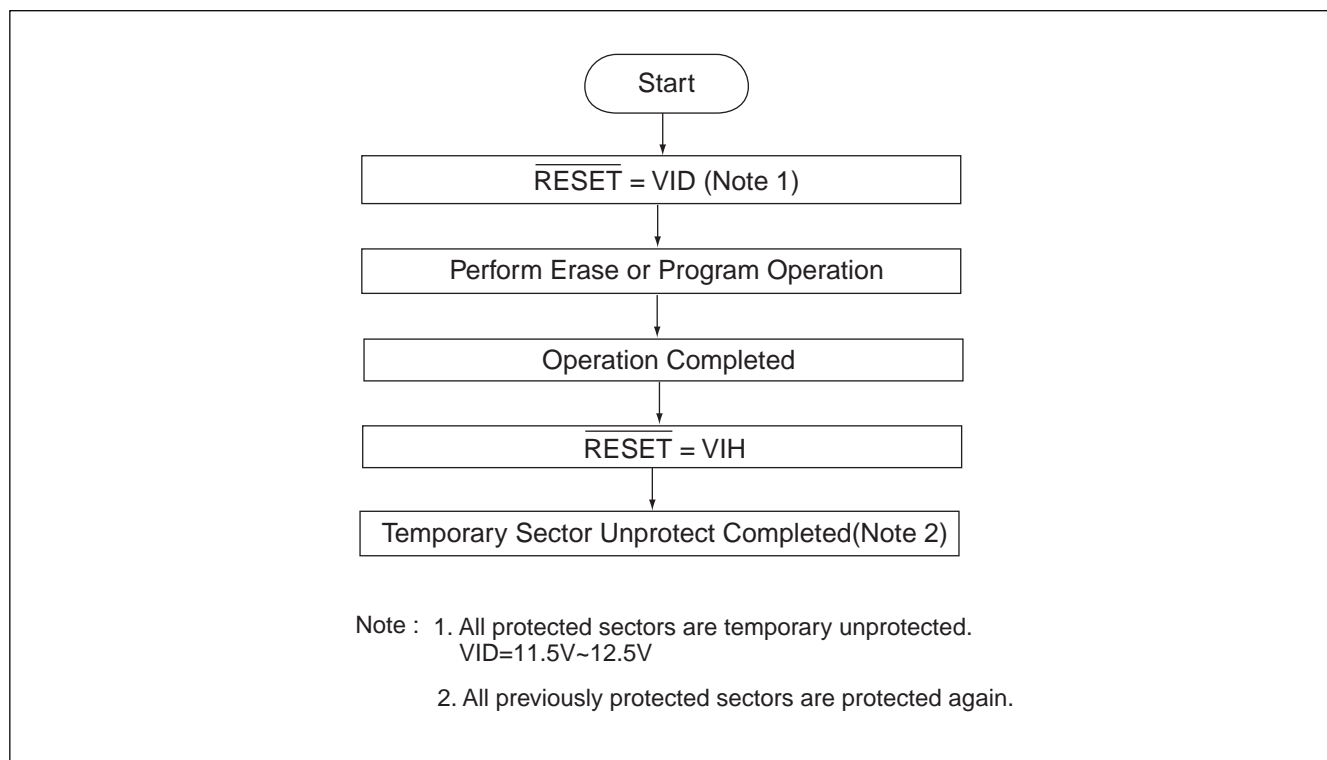 Start
RESET = VID (Note 1)
Perform Erase or Program Operation
Operation Completed
RESET = VIH
Temporary Sector Unprotect Completed(Note 2)
Note : 1. All protected sectors are temporary unprotected.
VID=11.5V~12.5V
2. All previously protected sectors are protected again.